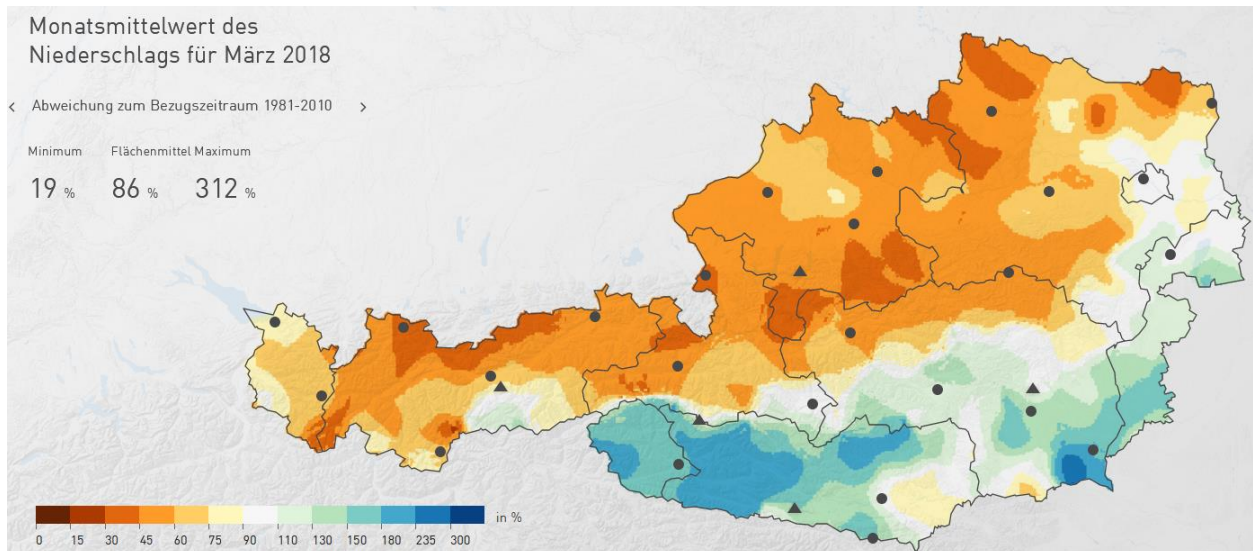 Monatsmittelwert des
Niederschlags für März 2018
‹ Abweichung zum Bezugszeitraum 1981-2010 ›
Minimum Flächenmittel Maximum
19 % 86 % 312 %
in %
0 15 30 45 60 75 90 110 130 150 180 235 300